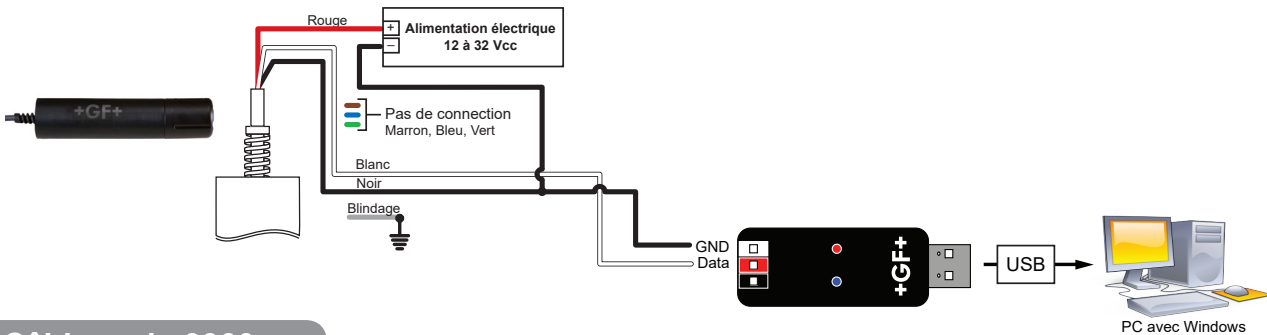 Rouge
+
–
Alimentation électrique
12 à 32 Vcc
+GF+
Pas de connection
Marron, Bleu, Vert
Blanc
Noir
Blindage
GND
Data
+GF+
USB
PC avec Windows